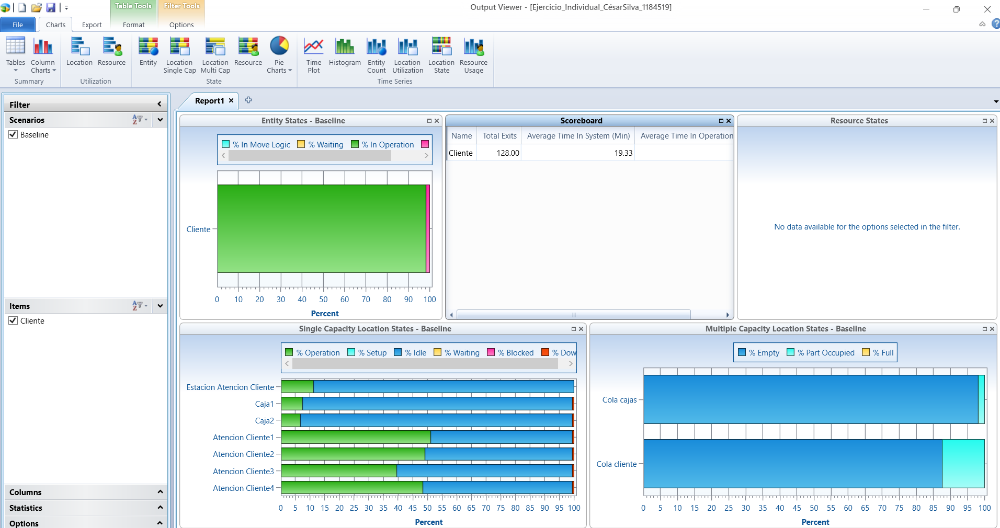 Table Tools
Filter Tools
Output Viewer - [Ejercicio_Individual_CésarSilva_1184519]
File
Charts
Export
Format
Options
Tables
Column Charts
Location
Resource
Entity
Location Single Cap
Location Multi Cap
Resource
Pie Charts
Time Plot
Histogram
Entity Count
Location Utilization
Location State
Resource Usage
Summary
Utilization
State
Time Series
Filter
Scenarios
Baseline
Items
Cliente
Columns
Statistics
Options
Report1
Entity States - Baseline
% In Move Logic % Waiting % In Operation
Cliente
0 10 20 30 40 50 60 70 80 90 100
Percent
Scoreboard
Name Total Exits Average Time In System (Min) Average Time In Operation
Cliente 128.00 19.33
Resource States
No data available for the options selected in the filter.
Single Capacity Location States - Baseline
% Operation % Setup % Idle % Waiting % Blocked % Dow
Estacion Atencion Cliente
Caja1
Caja2
Atencion Cliente1
Atencion Cliente2
Atencion Cliente3
Atencion Cliente4
0 5 10 15 20 25 30 35 40 45 50 55 60 65 70 75 80 85 90 95 100
Percent
Multiple Capacity Location States - Baseline
% Empty % Part Occupied % Full
Cola cajas
Cola cliente
0 5 10 15 20 25 30 35 40 45 50 55 60 65 70 75 80 85 90 95 100
Percent